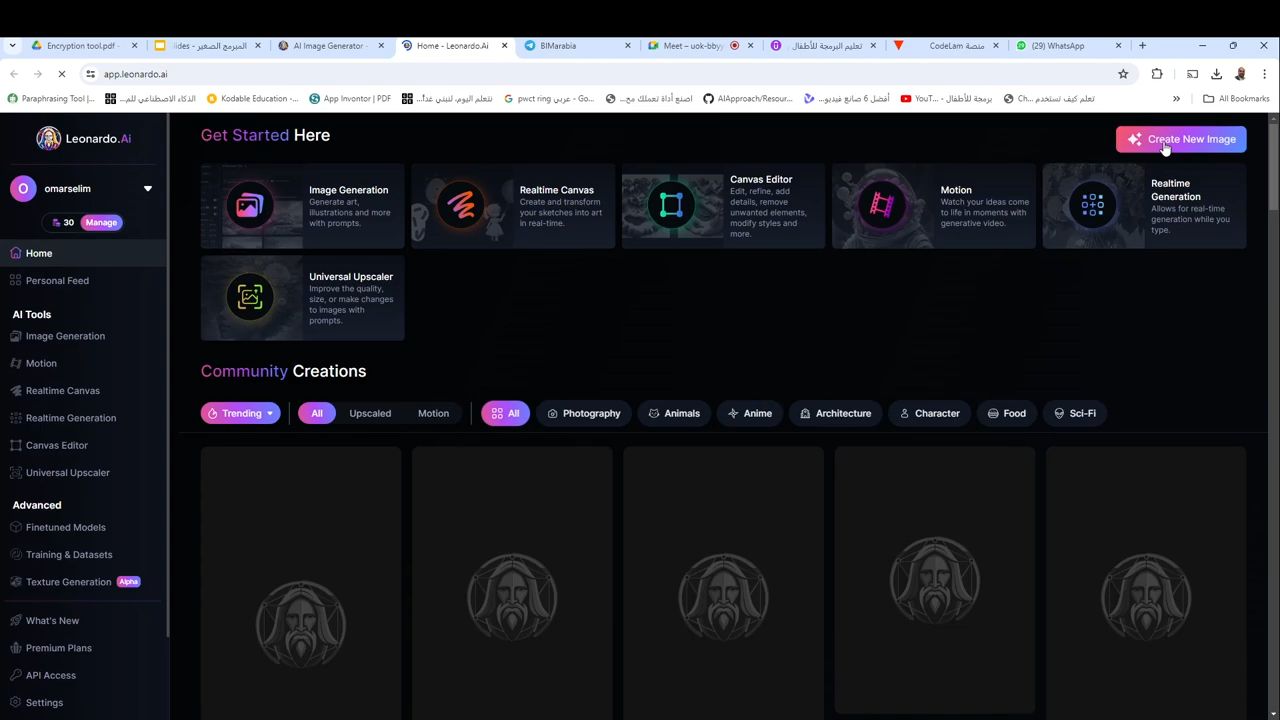 Encryption tool.pdf -
المبرمج الصغير - slides
AI Image Generator -
Home - Leonardo.Ai
BIMarabia
Meet – uok-bbyj
تعليم البرمجة للأطفال
منصة CodeLam
(29) WhatsApp
app.leonardo.ai
Paraphrasing Tool |...
الذكاء الاصطناعي للم...
Kodable Education -...
App Inventor | PDF
نتعلم اليوم، لنبني غداً...
pwct ring عربي - Go...
اصنع أداة تعملك مح...
GitHub - AIApproach/Resour...
أفضل 6 صانع فيديو...
برمجة للأطفال - YouT...
تعلم كيف تستخدم Ch...
All Bookmarks
Leonardo.Ai
omarselim
30 Manage
Home
Personal Feed
AI Tools
Image Generation
Motion
Realtime Canvas
Realtime Generation
Canvas Editor
Universal Upscaler
Advanced
Finetuned Models
Training & Datasets
Texture Generation Alpha
What's New
Premium Plans
API Access
Settings
Get Started Here
Create New Image
Image Generation
Generate art,
illustrations and more
with prompts.
Realtime Canvas
Create and transform
your sketches into art
in real-time.
Canvas Editor
Edit, refine, add
details, remove
unwanted elements,
modify styles and
more.
Motion
Watch your ideas come
to life in moments with
generative video.
Realtime
Generation
Allows for real-time
generation while you
type.
Universal Upscaler
Improve the quality,
size, or make changes
to images with
prompts.
Community Creations
Trending
All
Upscaled
Motion
All
Photography
Animals
Anime
Architecture
Character
Food
Sci-Fi